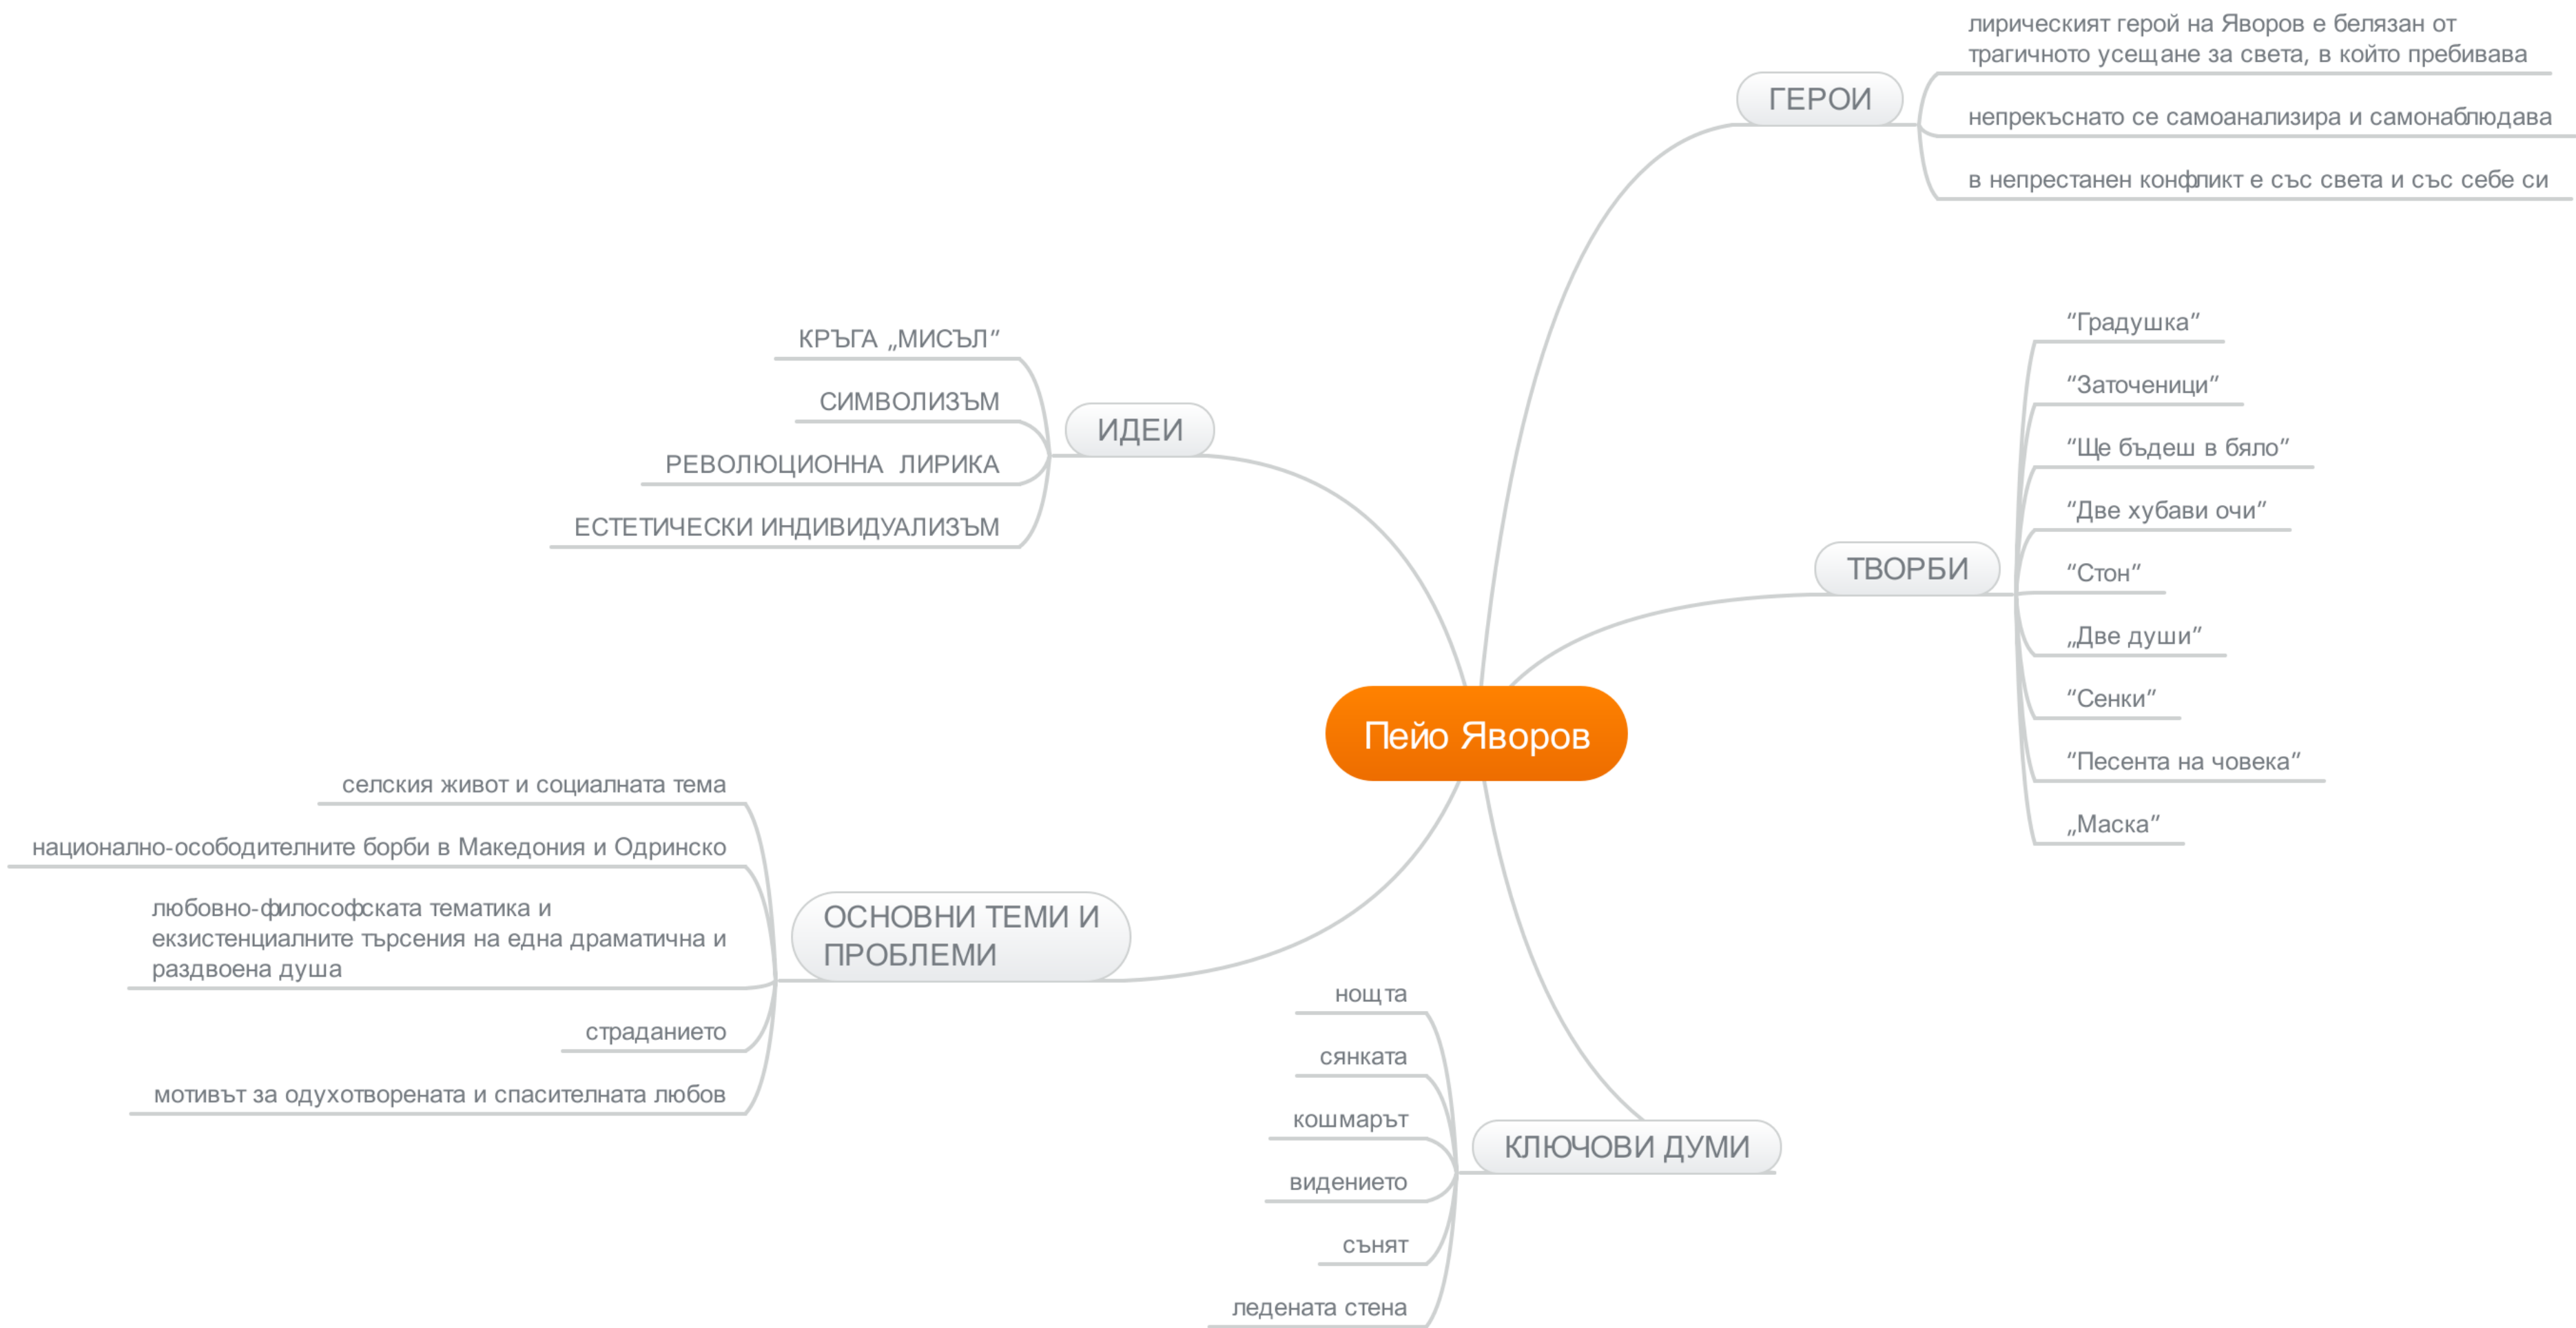 Пейо Яворов
ГЕРОИ
лирическият герой на Яворов е белязан от
трагичното усещане за света, в който пребивава
непрекъснато се самоанализира и самонаблюдава
в непрестанен конфликт е със света и със себе си
ТВОРБИ
“Градушка”
“Заточеници”
“Ще бъдеш в бяло”
“Две хубави очи”
“Стон”
„Две души”
“Сенки”
“Песента на човека”
„Маска”
КЛЮЧОВИ ДУМИ
нощта
сянката
кошмарът
видението
сънят
ледената стена
ОСНОВНИ ТЕМИ И
ПРОБЛЕМИ
селския живот и социалната тема
национално-осободителните борби в Македония и Одринско
любовно-философската тематика и
екзистенциалните търсения на една драматична и
раздвоена душа
страданието
мотивът за одухотворената и спасителната любов
ИДЕИ
КРЪГА „МИСЪЛ”
СИМВОЛИЗЪМ
РЕВОЛЮЦИОННА ЛИРИКА
ЕСТЕТИЧЕСКИ ИНДИВИДУАЛИЗЪМ